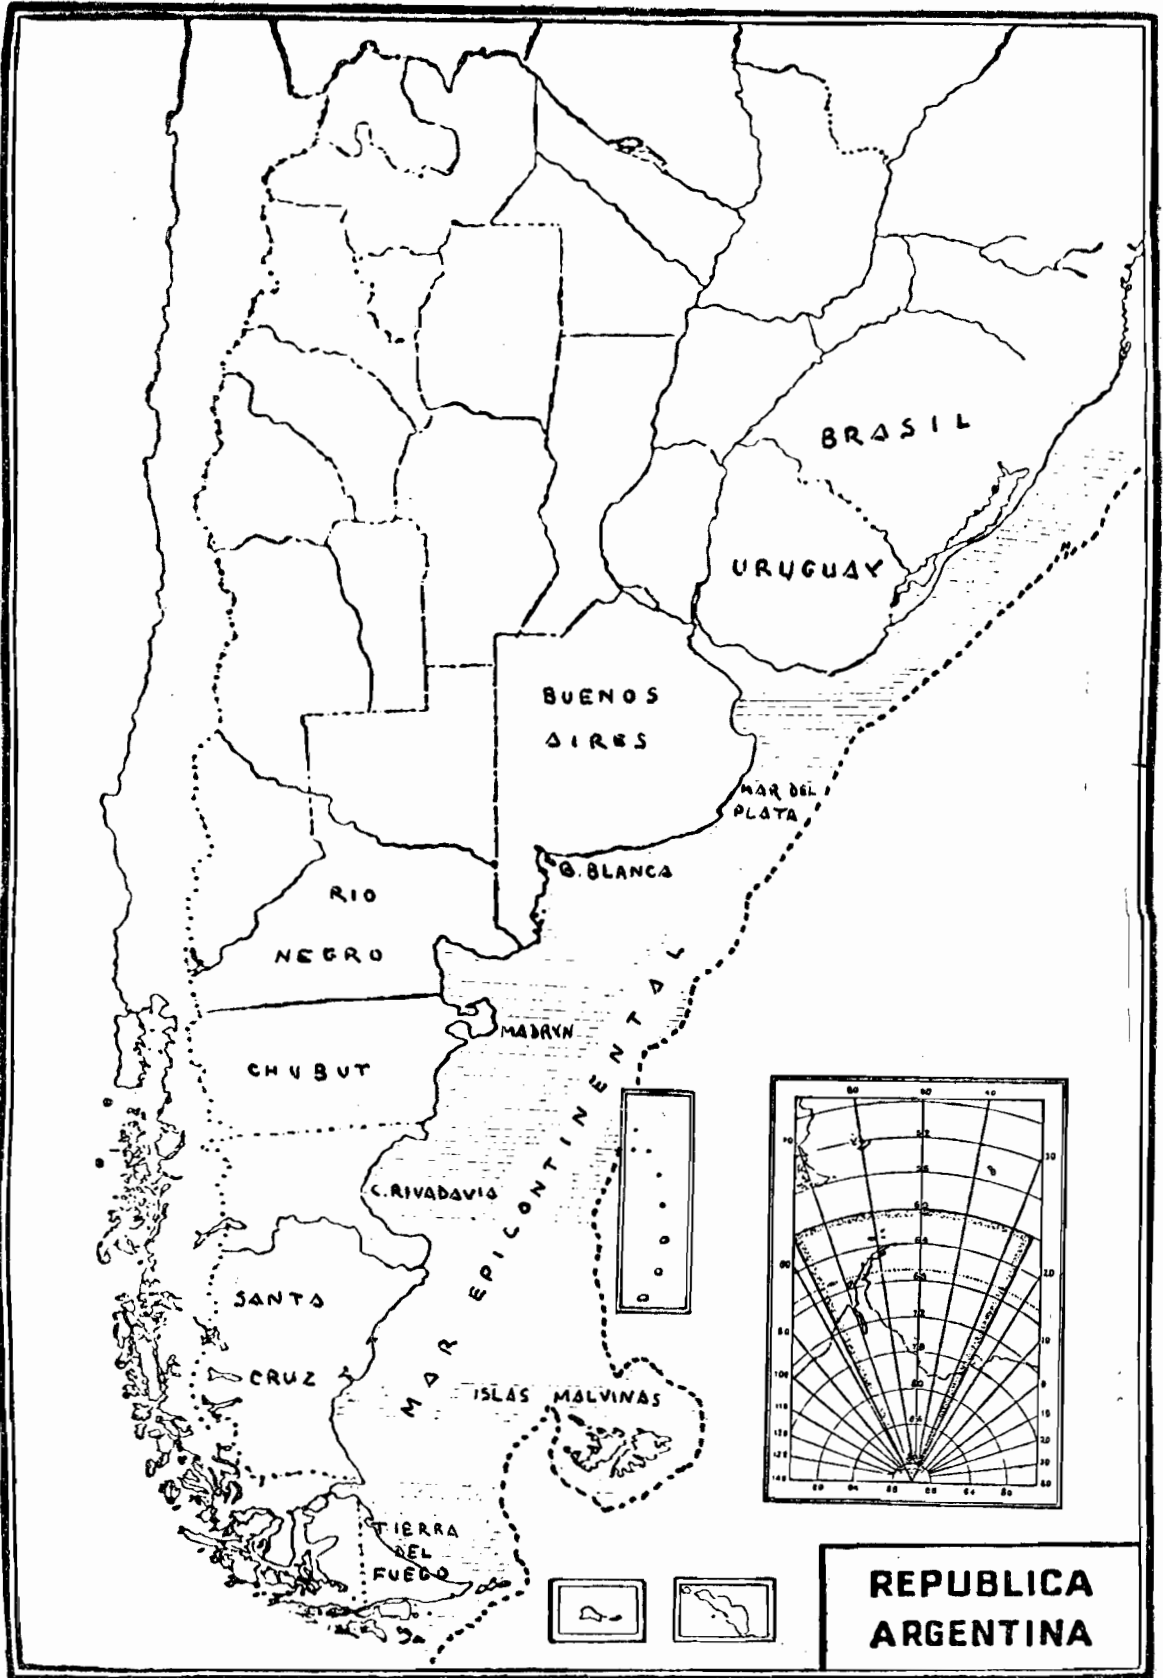 BRASIL
URUGUAY
BUENOS
AIRES
MAR DEL
PLATA
B. BLANCA
RIO
NEGRO
MADRYN
CHUBUT
MAR EPICONTINENTAL
C. RIVADAVIA
SANTA
CRUZ
ISLAS MALVINAS
TIERRA
DEL
FUEGO
REPUBLICA
ARGENTINA